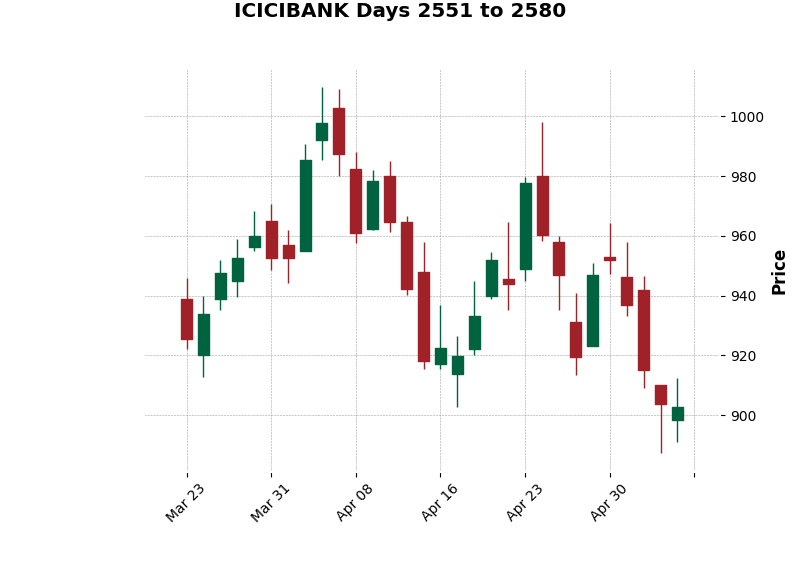 ICICIBANK Days 2551 to 2580
1000
980
960
940
920
900
Price
Mar 23
Mar 31
Apr 08
Apr 16
Apr 23
Apr 30